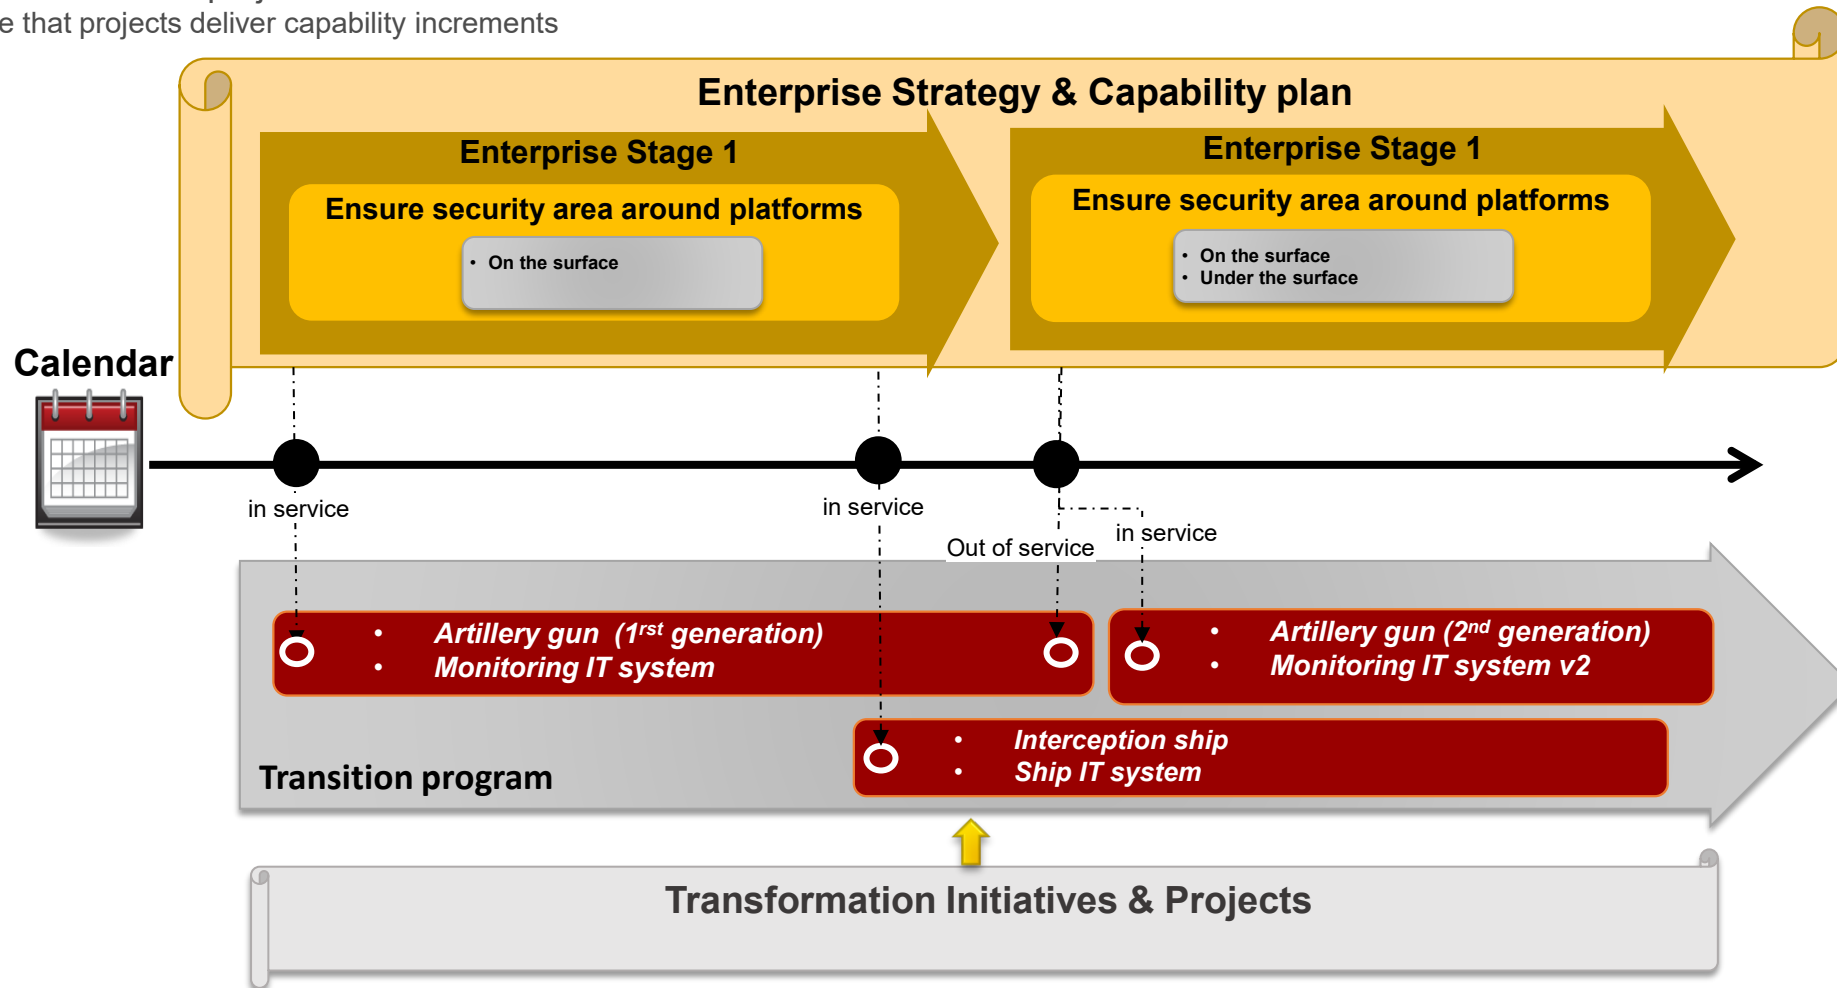 e that projects deliver capability increments
Enterprise Strategy & Capability plan
Enterprise Stage 1
Ensure security area around platforms
• On the surface
Enterprise Stage 1
Ensure security area around platforms
• On the surface
• Under the surface
Calendar
in service
in service
Out of service
in service
• Artillery gun (1rst generation)
• Monitoring IT system
• Artillery gun (2nd generation)
• Monitoring IT system v2
• Interception ship
• Ship IT system
Transition program
Transformation Initiatives & Projects